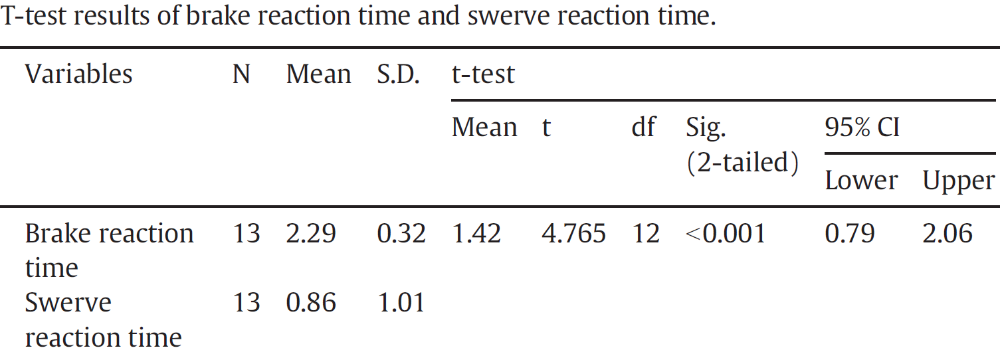 T-test results of brake reaction time and swerve reaction time.
Variables N Mean S.D. t-test
Mean t df Sig. (2-tailed) 95% CI
Lower Upper
Brake reaction time 13 2.29 0.32 1.42 4.765 12 <0.001 0.79 2.06
Swerve reaction time 13 0.86 1.01